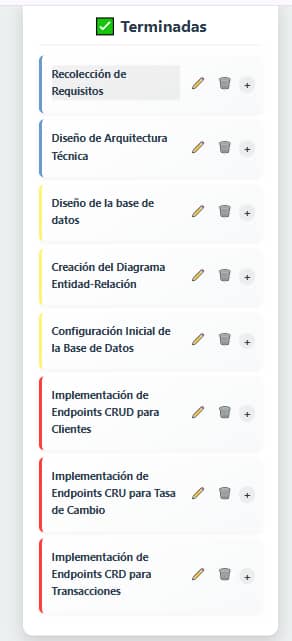 ✅ Terminadas
Recolección de
Requisitos
+
Diseño de Arquitectura
Técnica
+
Diseño de la base de
datos
+
Creación del Diagrama
Entidad-Relación
+
Configuración Inicial de
la Base de Datos
+
Implementación de
Endpoints CRUD para
Clientes
+
Implementación de
Endpoints CRU para Tasa
de Cambio
+
Implementación de
Endpoints CRD para
Transacciones
+